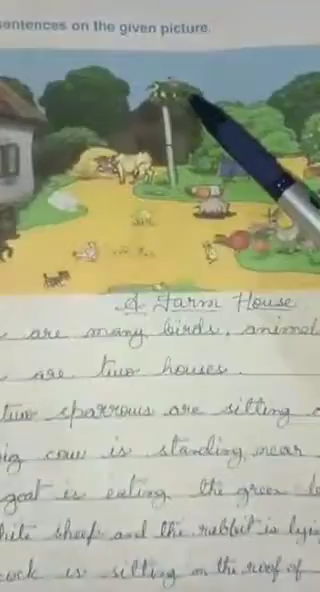 sentences on the given picture.
A Farm House
are many birds, animal
are two houses.
two sparrows are sitting
big cow is standing near
goat is eating the green
white sheep and the rabbit is lying
cock is sitting on the roof of